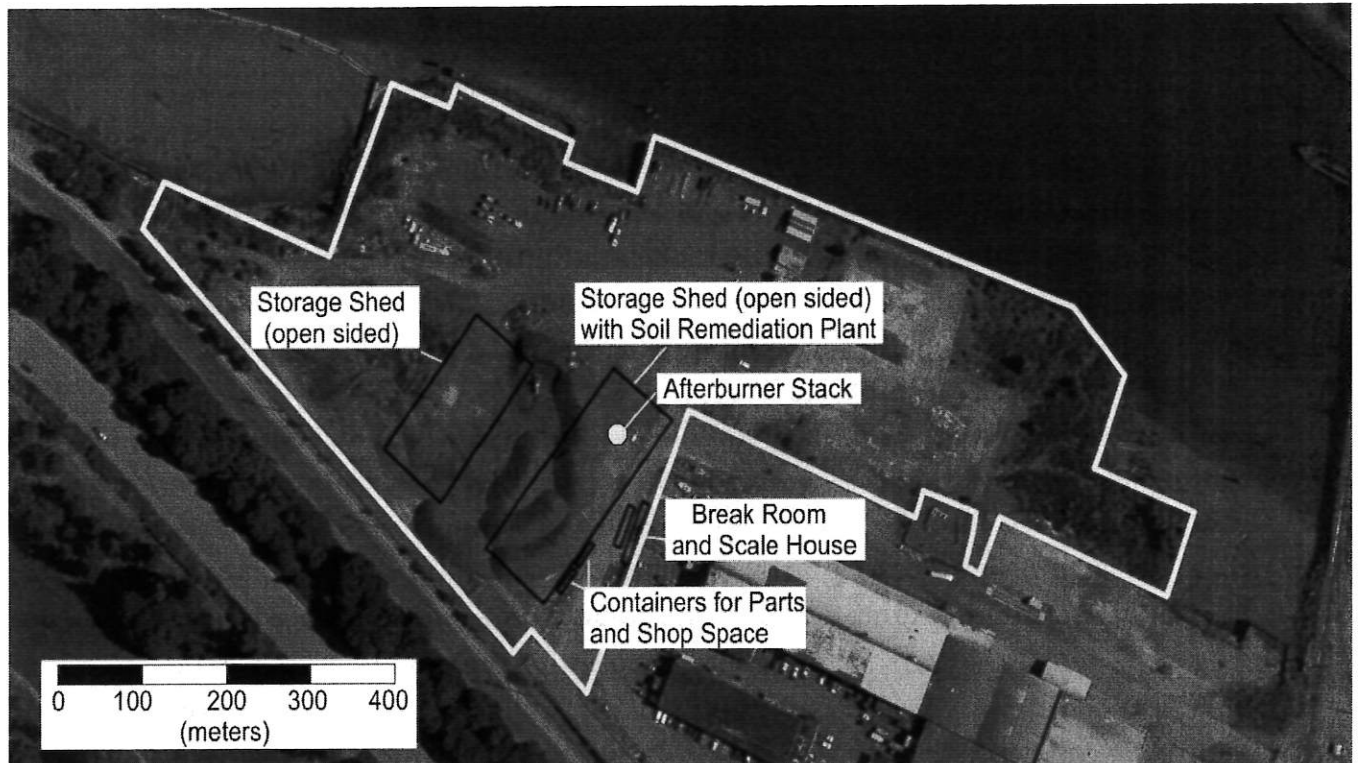 Storage Shed
(open sided)
Storage Shed (open sided)
with Soil Remediation Plant
Afterburner Stack
Break Room
and Scale House
Containers for Parts
and Shop Space
0 100 200 300 400
(meters)